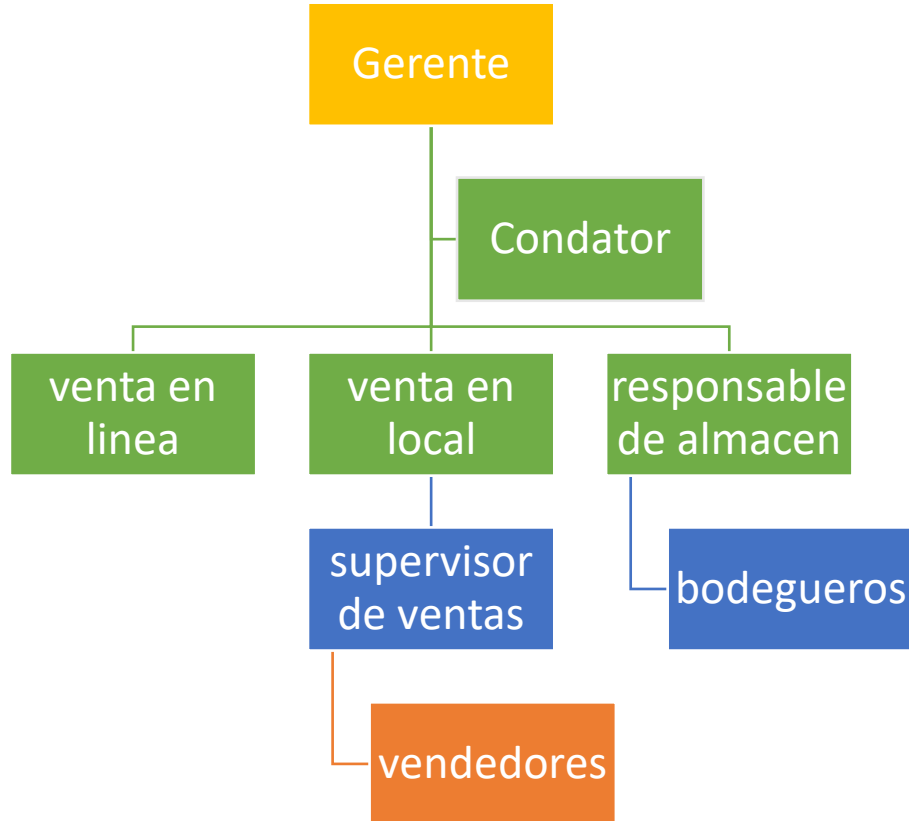 Gerente
Condator
venta en
linea
venta en
local
responsable
de almacen
supervisor
de ventas
bodegueros
vendedores